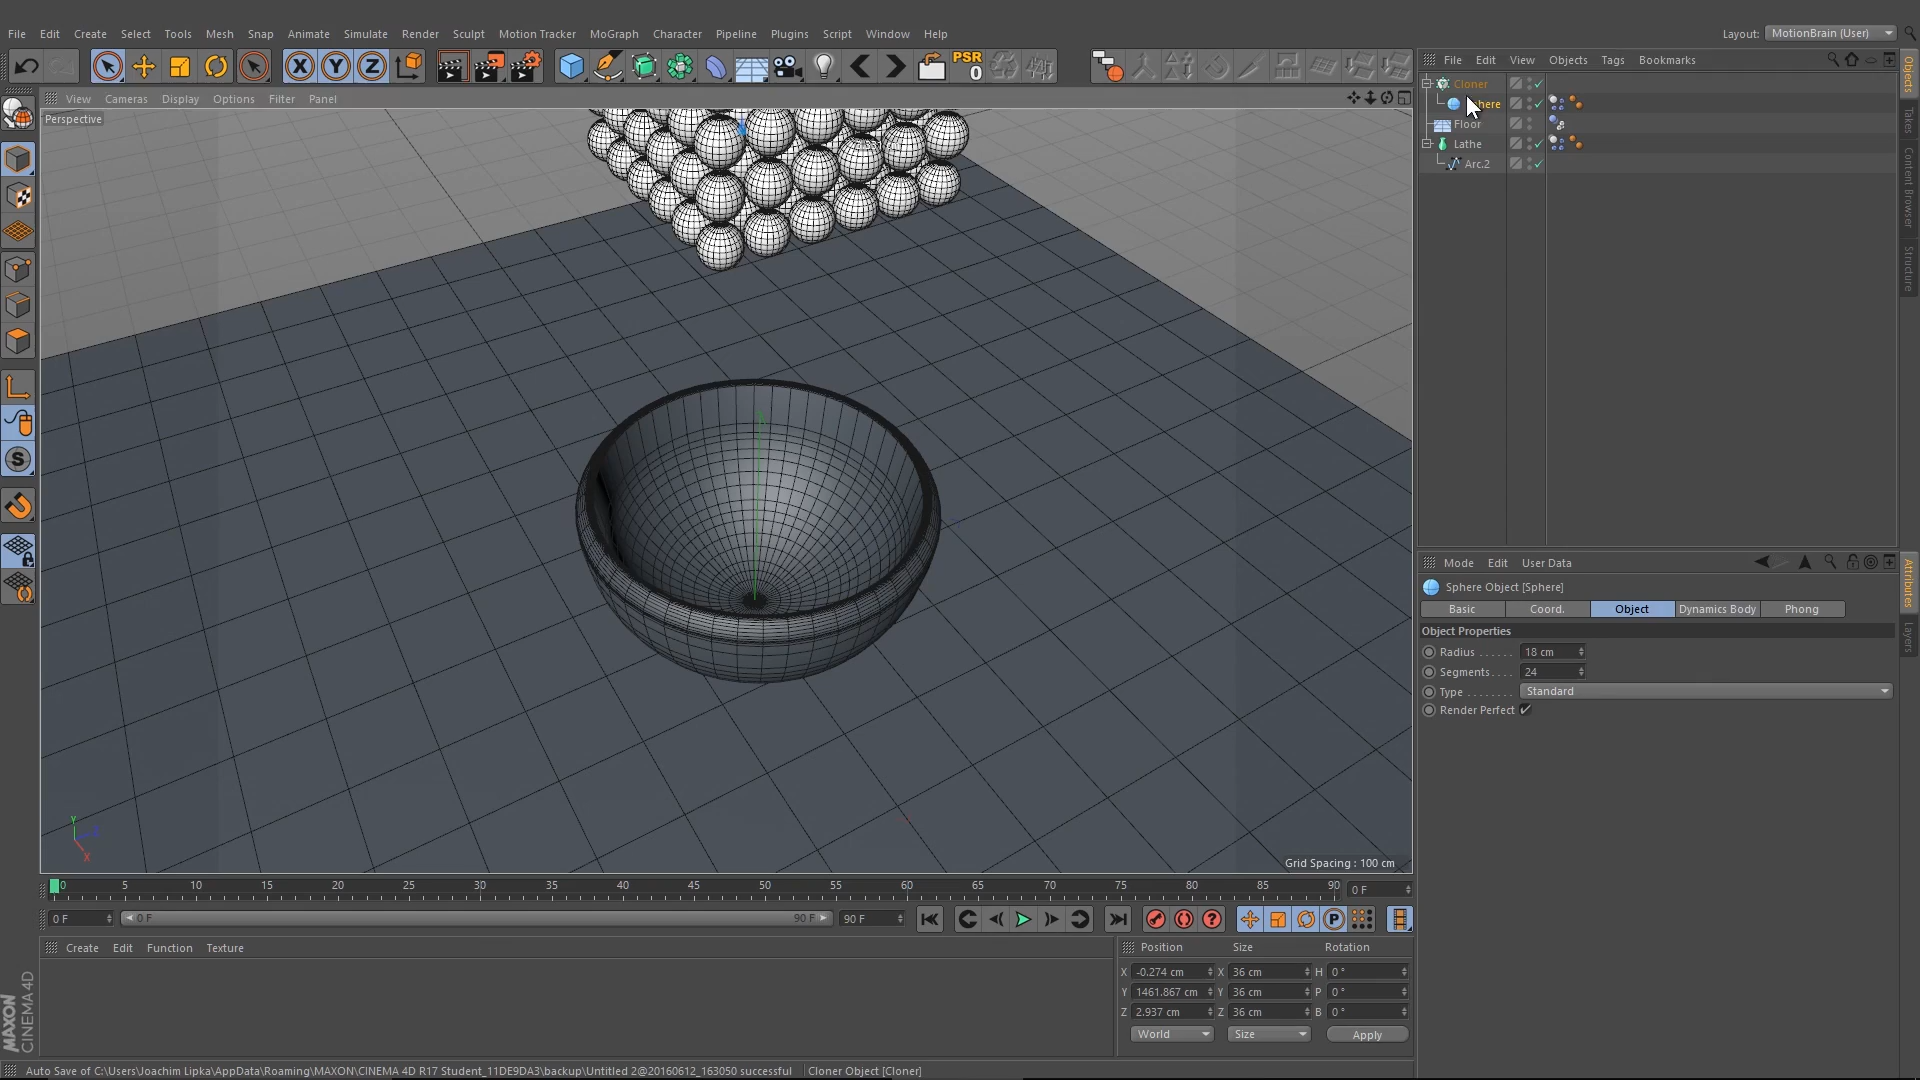 File Edit Create Select Tools Mesh Snap Animate Simulate Render Sculpt Motion Tracker MoGraph Character Pipeline Plugins Script Window Help
Layout: MotionBrain (User)
X Y Z PSR 0
View Cameras Display Options Filter Panel
Perspective
Grid Spacing : 100 cm
Y X
S
File Edit View Objects Tags Bookmarks
Cloner
Floor
Lathe
Arc.2
Objects
Takes
Content Browser
Structure
Mode Edit User Data
Sphere Object [Sphere]
Basic Coord. Object Dynamics Body Phong
Object Properties
Radius . . . . . . 18 cm
Segments . . . . 24
Type . . . . . . . . Standard
Render Perfect
Attributes
Layers
0 5 10 15 20 25 30 35 40 45 50 55 60 65 70 75 80 85 90 0 F
0 F 0 F 90 F 90 F P
Create Edit Function Texture
Position Size Rotation
X -0.274 cm X 36 cm H 0 °
Y 1461.867 cm Y 36 cm P 0 °
Z 2.937 cm Z 36 cm B 0 °
World Size Apply
MAXON
CINEMA 4D
Auto Save of C:\Users\Joachim Lipka\AppData\Roaming\MAXON\CINEMA 4D R17 Student_11DE9DA3\backup\Untitled 2@20160612_163050 successful Cloner Object [Cloner]